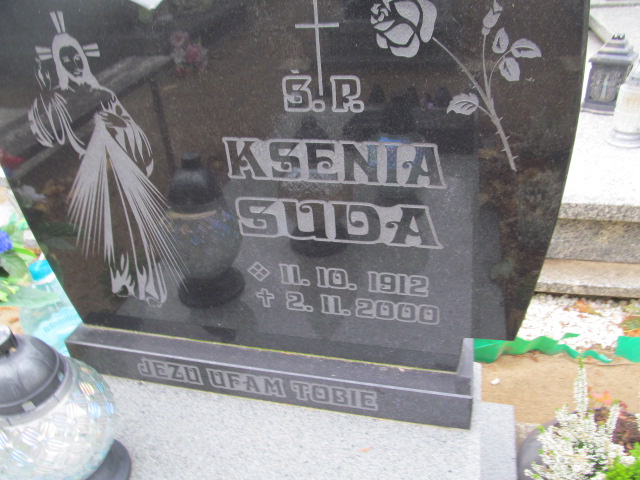 Ś. P.
KSENIA
SUDA
11. 10. 1912
✝ 2. 11. 2000
JEZU UFAM TOBIE